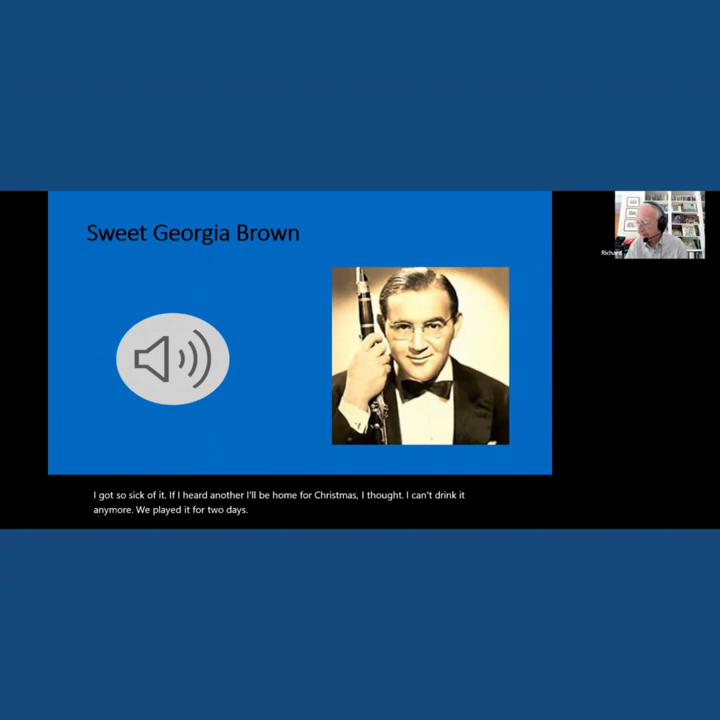 Sweet Georgia Brown
Richard
I got so sick of it. If I heard another I'll be home for Christmas, I thought. I can't drink it
anymore. We played it for two days.